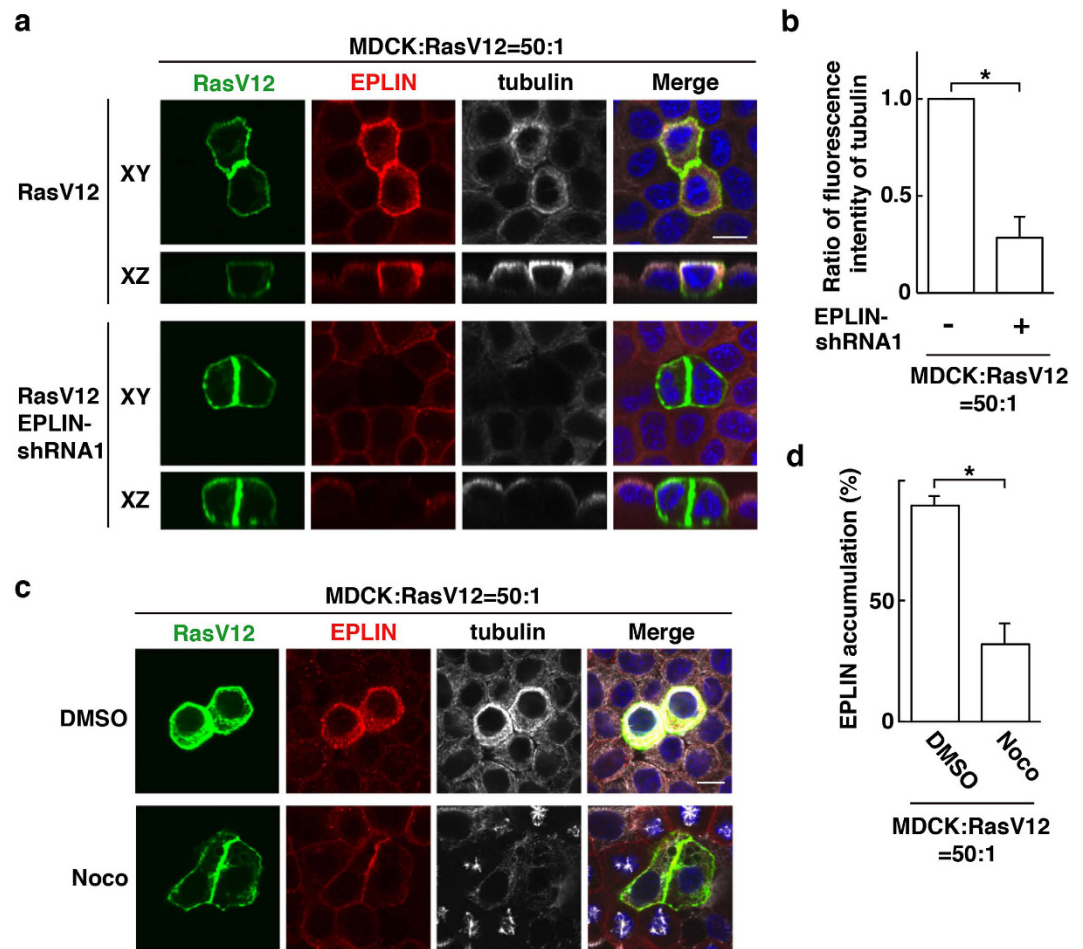 a
MDCK:RasV12=50:1
RasV12 EPLIN tubulin Merge
RasV12
XY
XZ
RasV12
EPLIN-
shRNA1
XY
XZ
b
Ratio of fluorescence
intentity of tubulin
1.0
0.5
0
*
EPLIN-
shRNA1
- +
MDCK:RasV12
=50:1
c
MDCK:RasV12=50:1
RasV12 EPLIN tubulin Merge
DMSO
Noco
d
EPLIN accumulation (%)
50
0
*
DMSO
Noco
MDCK:RasV12
=50:1